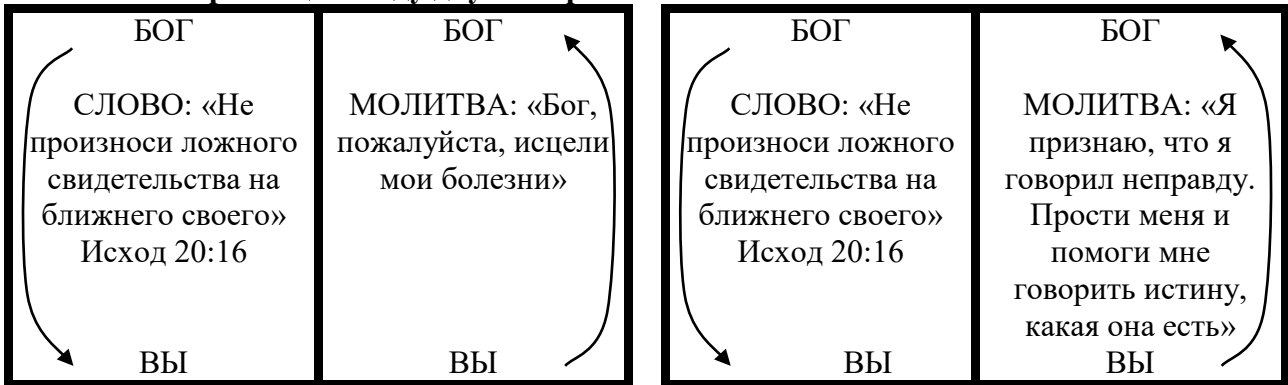 БОГ
СЛОВО: «Не
произноси ложного
свидетельства на
ближнего своего»
Исход 20:16
ВЫ
БОГ
МОЛИТВА: «Бог,
пожалуйста, исцели
мои болезни»
ВЫ
БОГ
СЛОВО: «Не
произноси ложного
свидетельства на
ближнего своего»
Исход 20:16
ВЫ
БОГ
МОЛИТВА: «Я
признаю, что я
говорил неправду.
Прости меня и
помоги мне
говорить истину,
какая она есть»
ВЫ